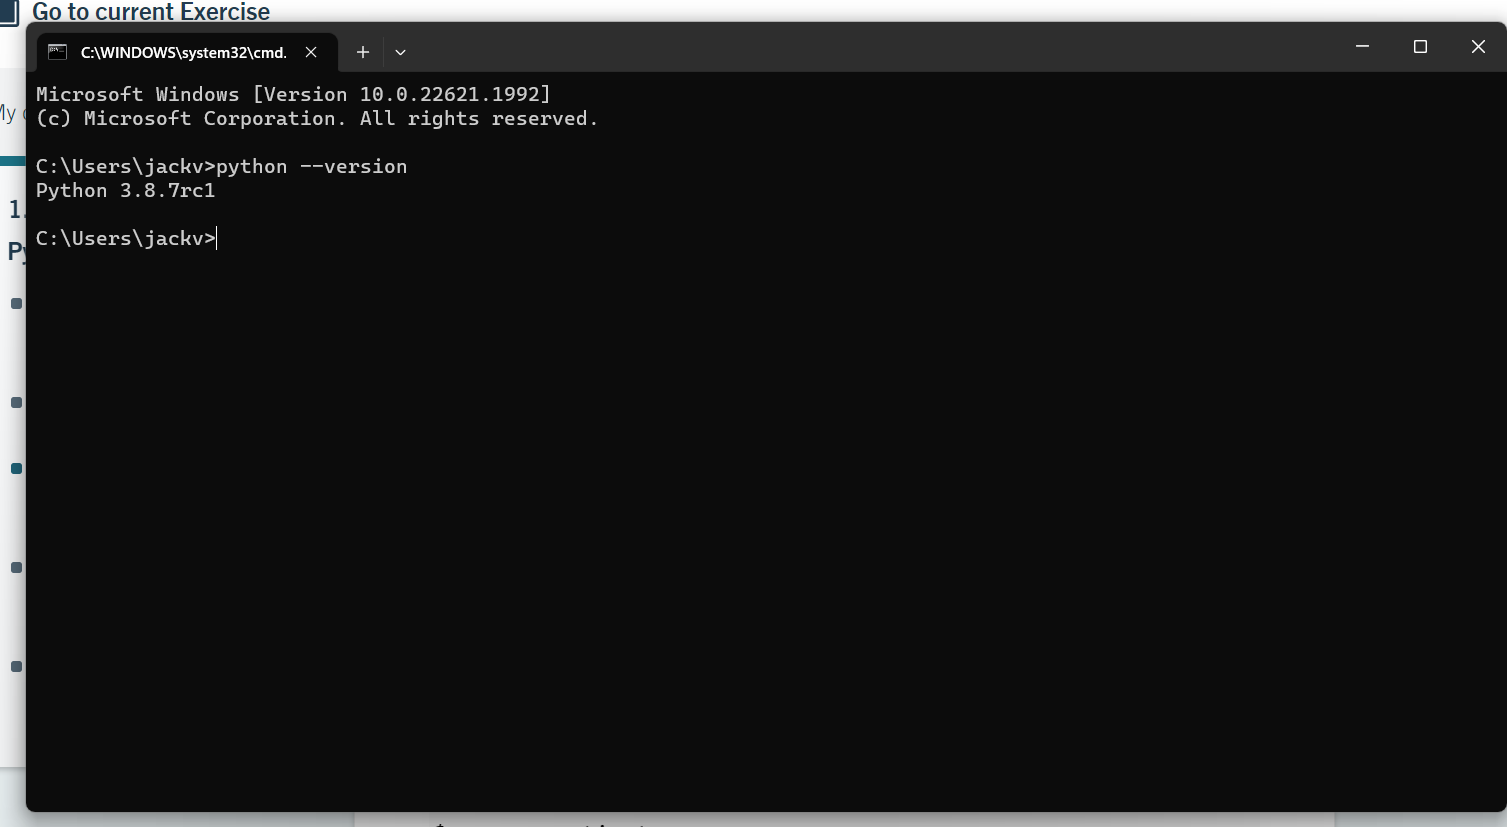 Go to current Exercise
C:\WINDOWS\system32\cmd.
Microsoft Windows [Version 10.0.22621.1992]
(c) Microsoft Corporation. All rights reserved.
My
C:\Users\jackv>python --version
Python 3.8.7rc1
1.
C:\Users\jackv>
Py